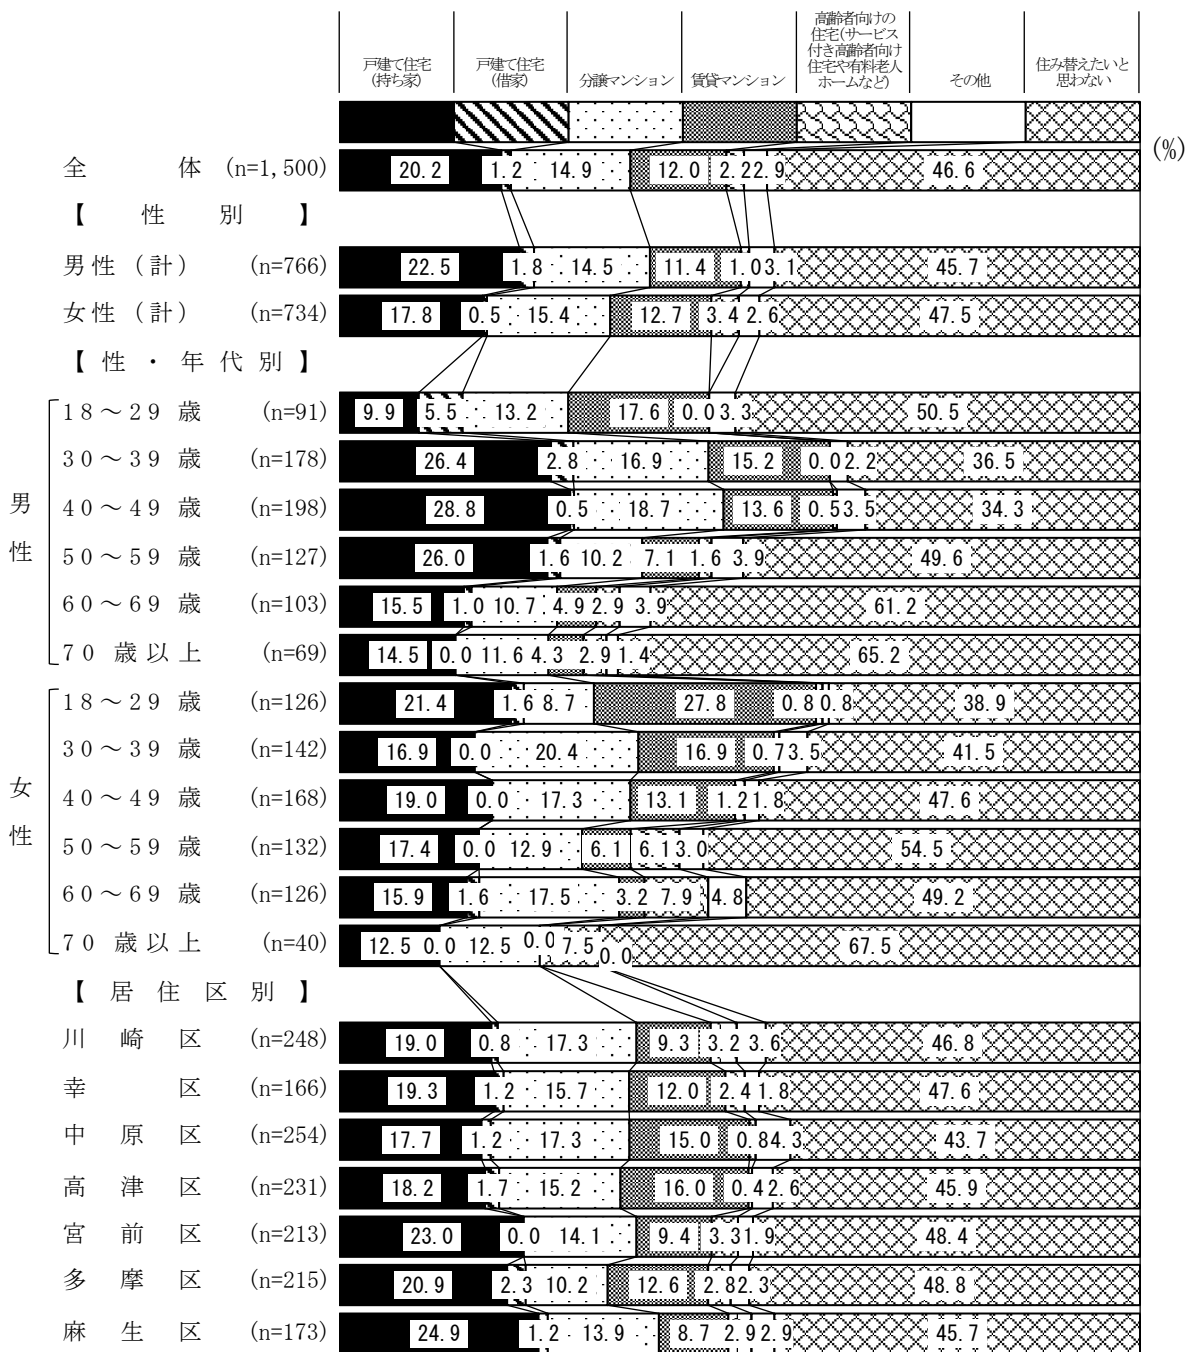 戸建て住宅
(持ち家)
戸建て住宅
(借家)
分譲マンション
賃貸マンション
高齢者向けの
住宅(サービス
付き高齢者向け
住宅や有料老人
ホームなど)
その他
住み替えたいと
思わない
(%)
全 体 (n=1,500) 20.2 1.2 14.9 12.0 2.2 2.9 46.6
【 性 別 】
男性(計) (n=766) 22.5 1.8 14.5 11.4 1.0 3.1 45.7
女性(計) (n=734) 17.8 0.5 15.4 12.7 3.4 2.6 47.5
【 性 ・ 年 代 別 】
男性
18～29 歳 (n=91) 9.9 5.5 13.2 17.6 0.0 3.3 50.5
30～39 歳 (n=178) 26.4 2.8 16.9 15.2 0.0 2.2 36.5
40～49 歳 (n=198) 28.8 0.5 18.7 13.6 0.5 3.5 34.3
50～59 歳 (n=127) 26.0 1.6 10.2 7.1 1.6 3.9 49.6
60～69 歳 (n=103) 15.5 1.0 10.7 4.9 2.9 3.9 61.2
70 歳以上 (n=69) 14.5 0.0 11.6 4.3 2.9 1.4 65.2
女性
18～29 歳 (n=126) 21.4 1.6 8.7 27.8 0.8 0.8 38.9
30～39 歳 (n=142) 16.9 0.0 20.4 16.9 0.7 3.5 41.5
40～49 歳 (n=168) 19.0 0.0 17.3 13.1 1.2 1.8 47.6
50～59 歳 (n=132) 17.4 0.0 12.9 6.1 6.1 3.0 54.5
60～69 歳 (n=126) 15.9 1.6 17.5 3.2 7.9 4.8 49.2
70 歳以上 (n=40) 12.5 0.0 12.5 0.0 7.5 0.0 67.5
【 居 住 区 別 】
川 崎 区 (n=248) 19.0 0.8 17.3 9.3 3.2 3.6 46.8
幸 区 (n=166) 19.3 1.2 15.7 12.0 2.4 1.8 47.6
中 原 区 (n=254) 17.7 1.2 17.3 15.0 0.8 4.3 43.7
高 津 区 (n=231) 18.2 1.7 15.2 16.0 0.4 2.6 45.9
宮 前 区 (n=213) 23.0 0.0 14.1 9.4 3.3 1.9 48.4
多 摩 区 (n=215) 20.9 2.3 10.2 12.6 2.8 2.3 48.8
麻 生 区 (n=173) 24.9 1.2 13.9 8.7 2.9 2.9 45.7